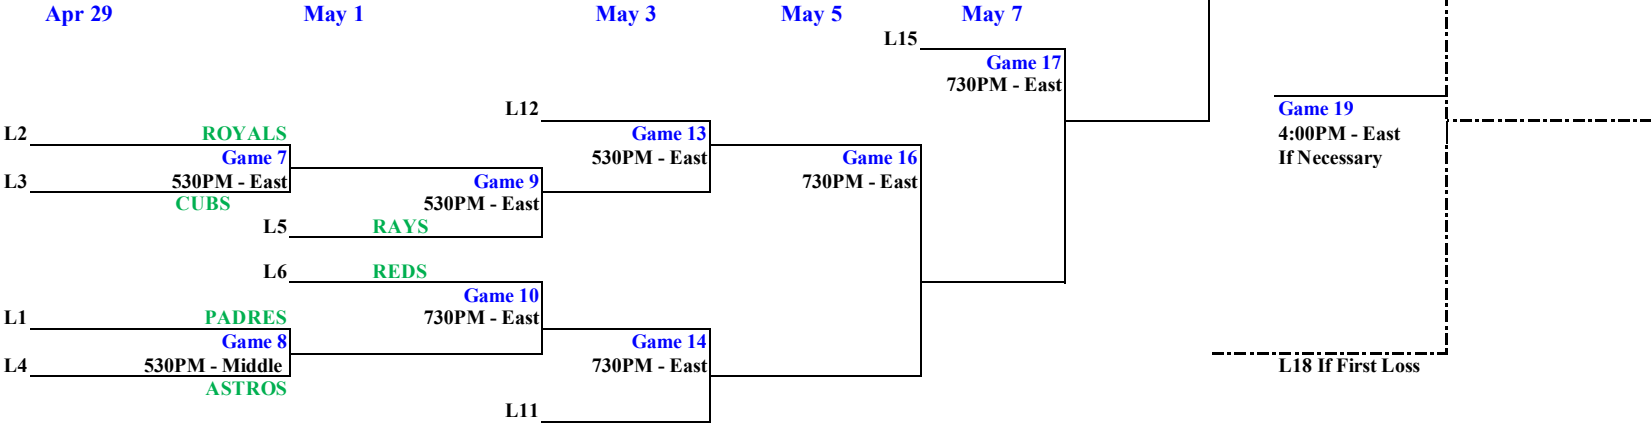 Apr 29 May 1 May 3 May 5 May 7
L15
Game 17
730PM - East
L12
Game 19
L2 ROYALS Game 13 4:00PM - East
Game 7 530PM - East Game 16 If Necessary
L3 530PM - East Game 9 730PM - East
CUBS 530PM - East
L5 RAYS
L6 REDS
Game 10
L1 PADRES 730PM - East
Game 8 Game 14
L4 530PM - Middle 730PM - East L18 If First Loss
ASTROS
L11